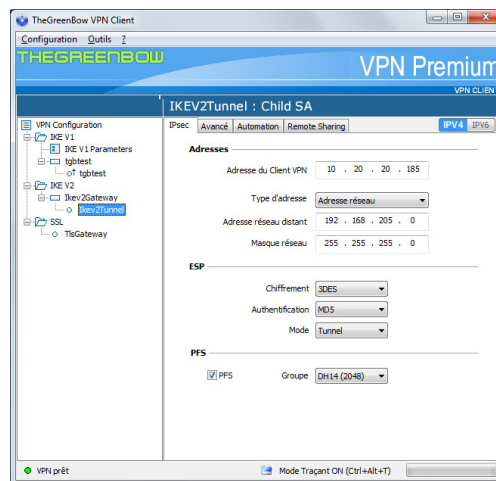 TheGreenBow VPN Client
Configuration Outils ?
THEGREENBOW
VPN Premium
VPN CLIENT
IKEV2Tunnel : Child SA
VPN Configuration
IKE V1
IKE V1 Parameters
tgbtest
tgbtest
IKE V2
Ikev2Gateway
Ikev2Tunnel
SSL
TlsGateway
IPsec Avancé Automation Remote Sharing IPV4 IPV6
Adresses
Adresse du Client VPN 10 . 20 . 20 . 185
Type d'adresse Adresse réseau
Adresse réseau distant 192 . 168 . 205 . 0
Masque réseau 255 . 255 . 255 . 0
ESP
Chiffrement 3DES
Authentification MD5
Mode Tunnel
PFS
PFS Groupe DH14 (2048)
VPN prêt Mode Traçant ON (Ctrl+Alt+T)